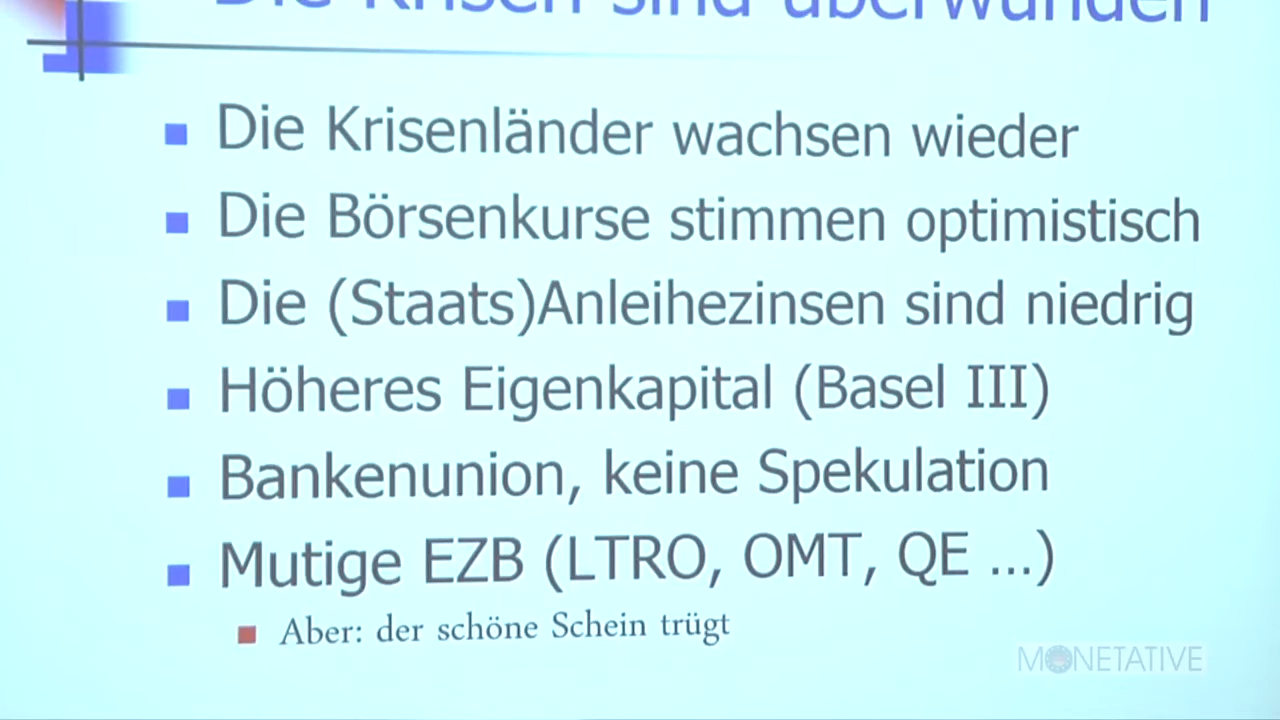 Die Krisen sind überwunden
Die Krisenländer wachsen wieder
Die Börsenkurse stimmen optimistisch
Die (Staats)Anleihezinsen sind niedrig
Höheres Eigenkapital (Basel III)
Bankenunion, keine Spekulation
Mutige EZB (LTRO, OMT, QE ...)
Aber: der schöne Schein trügt
MONETATIVE